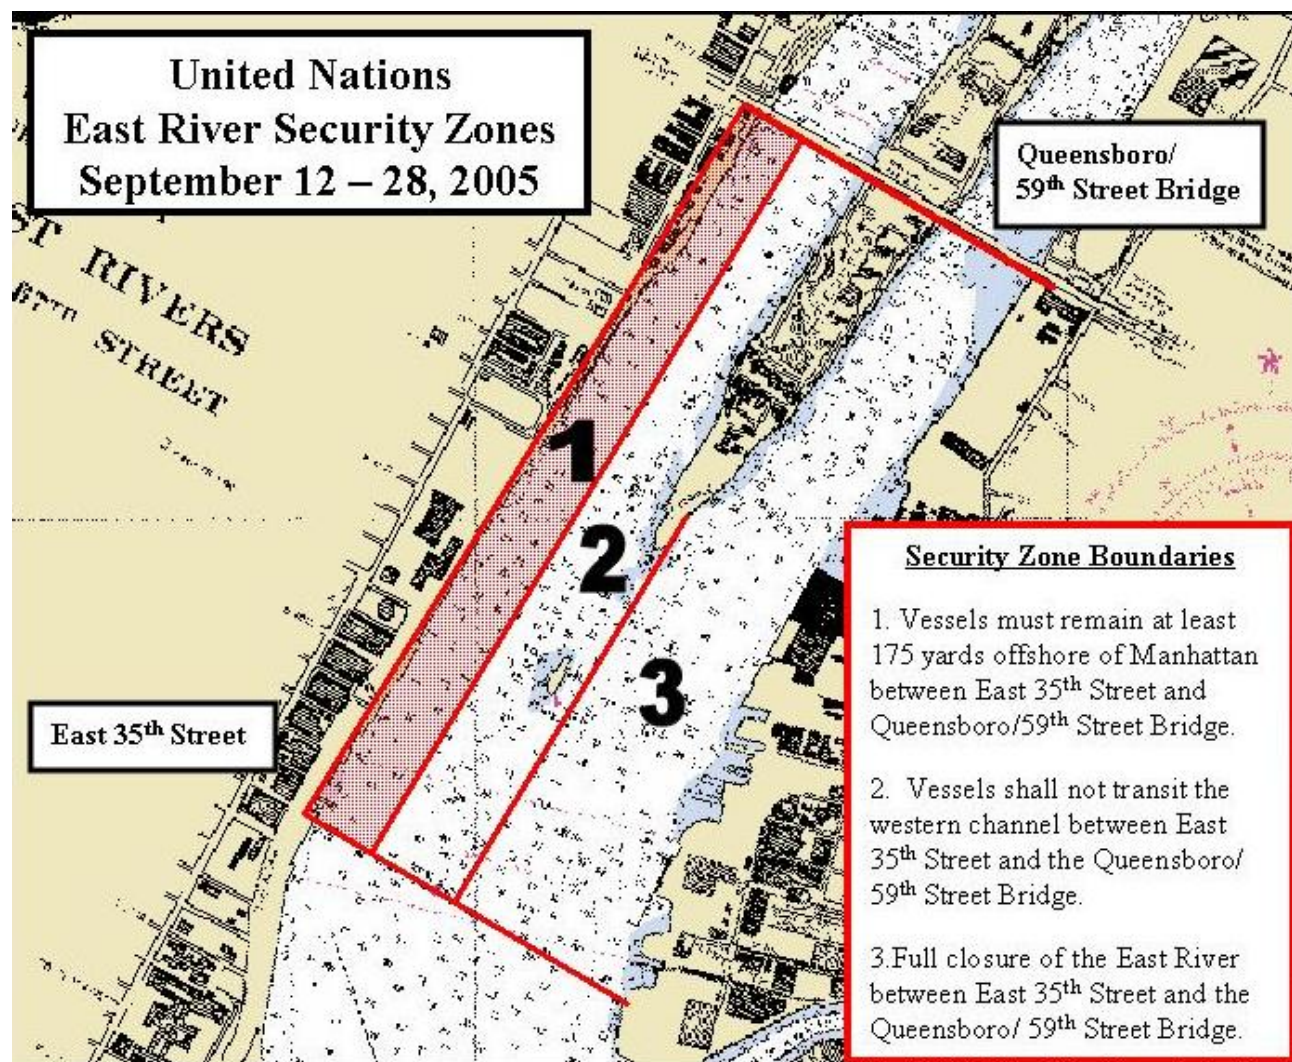 United Nations
East River Security Zones
September 12 – 28, 2005
Queensboro/
59th Street Bridge
ST RIVERS
67TH STREET
1
2
3
East 35th Street
Security Zone Boundaries
1. Vessels must remain at least
175 yards offshore of Manhattan
between East 35th Street and
Queensboro/59th Street Bridge.
2. Vessels shall not transit the
western channel between East
35th Street and the Queensboro/
59th Street Bridge.
3.Full closure of the East River
between East 35th Street and the
Queensboro/ 59th Street Bridge.